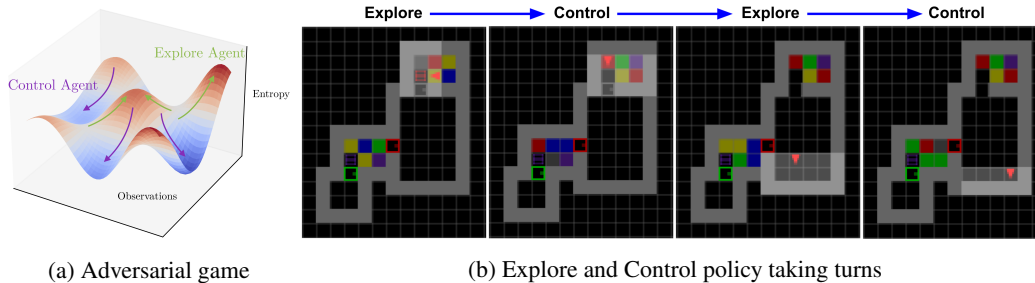 Explore Control Explore Control
Explore Agent
Control Agent
Entropy
Observations
(a) Adversarial game
(b) Explore and Control policy taking turns